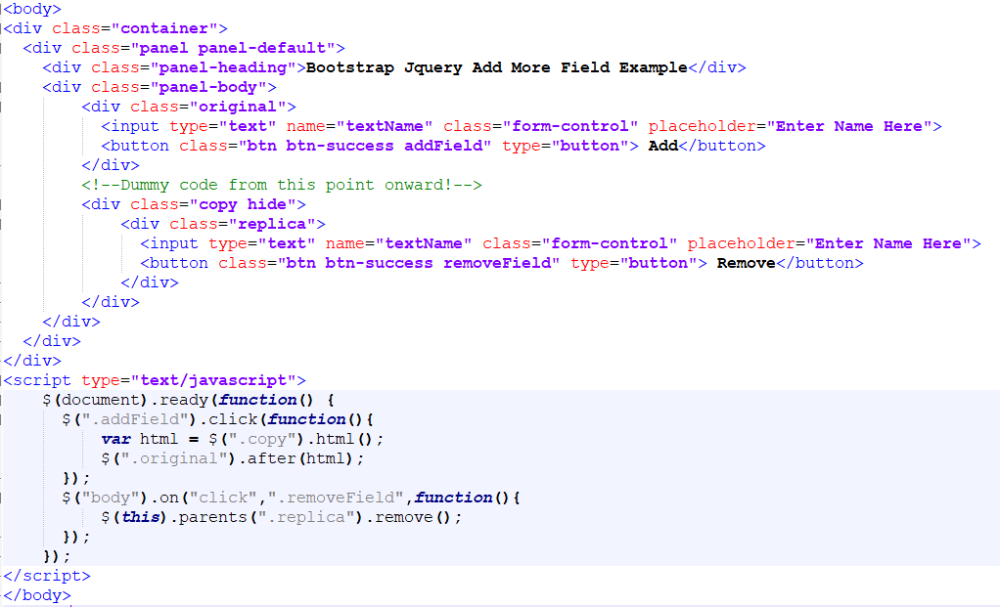 <body>
<div class="container">
  <div class="panel panel-default">
    <div class="panel-heading">Bootstrap Jquery Add More Field Example</div>
    <div class="panel-body">
        <div class="original">
          <input type="text" name="textName" class="form-control" placeholder="Enter Name Here">
          <button class="btn btn-success addField" type="button"> Add</button>
        </div>
        <!--Dummy code from this point onward!-->
        <div class="copy hide">
            <div class="replica">
              <input type="text" name="textName" class="form-control" placeholder="Enter Name Here">
              <button class="btn btn-success removeField" type="button"> Remove</button>
            </div>
        </div>
    </div>
  </div>
</div>
<script type="text/javascript">
    $(document).ready(function() {
      $(".addField").click(function(){
          var html = $(".copy").html();
          $(".original").after(html);
      });
      $("body").on("click",".removeField",function(){
          $(this).parents(".replica").remove();
      });
    });
</script>
</body>